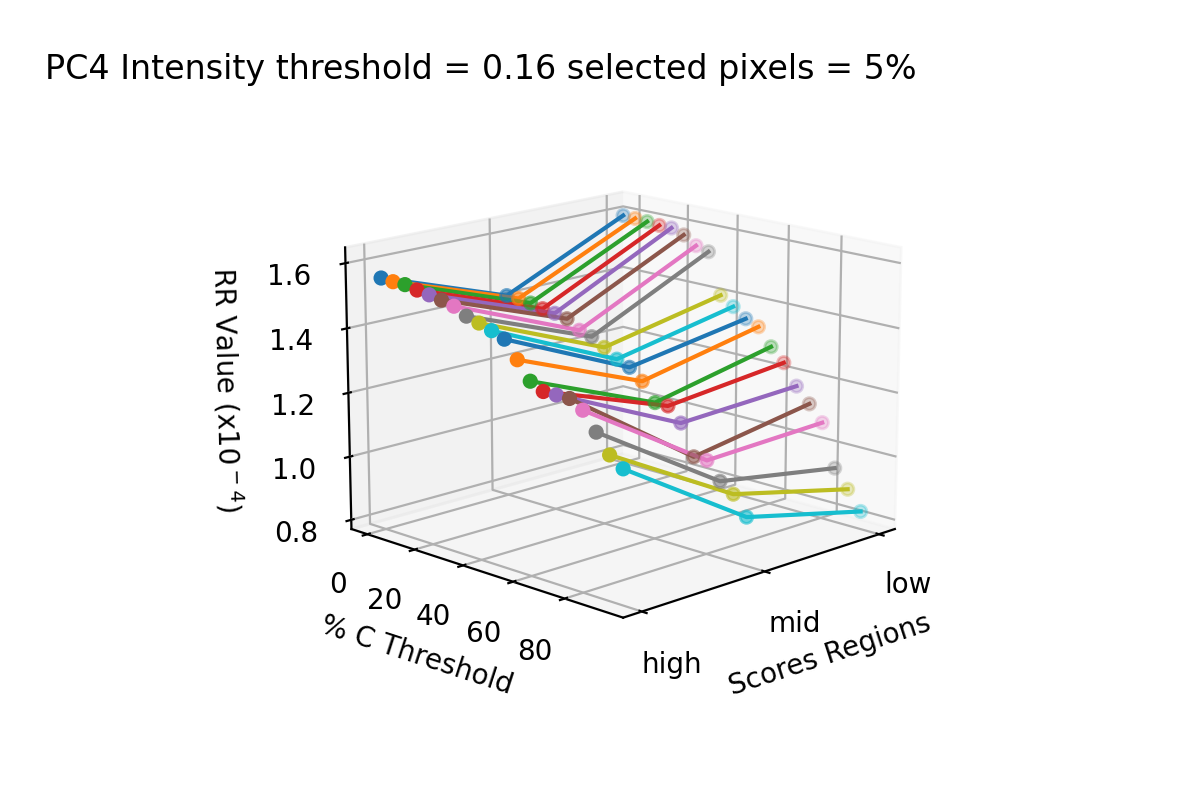 PC4 Intensity threshold = 0.16 selected pixels = 5%
RR Value (x10⁻⁴)
1.6
1.4
1.2
1.0
0.8
0
20
40
60
80
% C Threshold
high
mid
low
Scores Regions